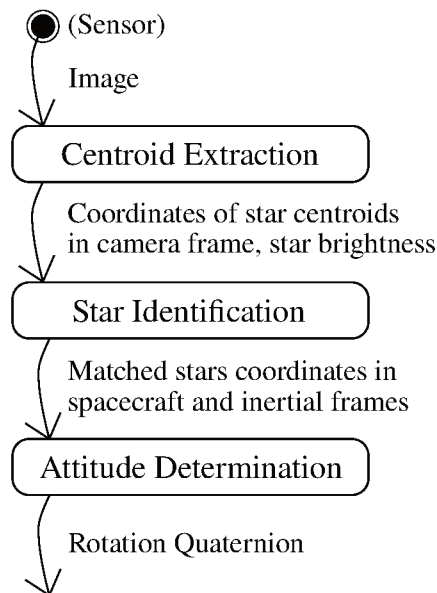 (Sensor)
Image
Centroid Extraction
Coordinates of star centroids
in camera frame, star brightness
Star Identification
Matched stars coordinates in
spacecraft and inertial frames
Attitude Determination
Rotation Quaternion